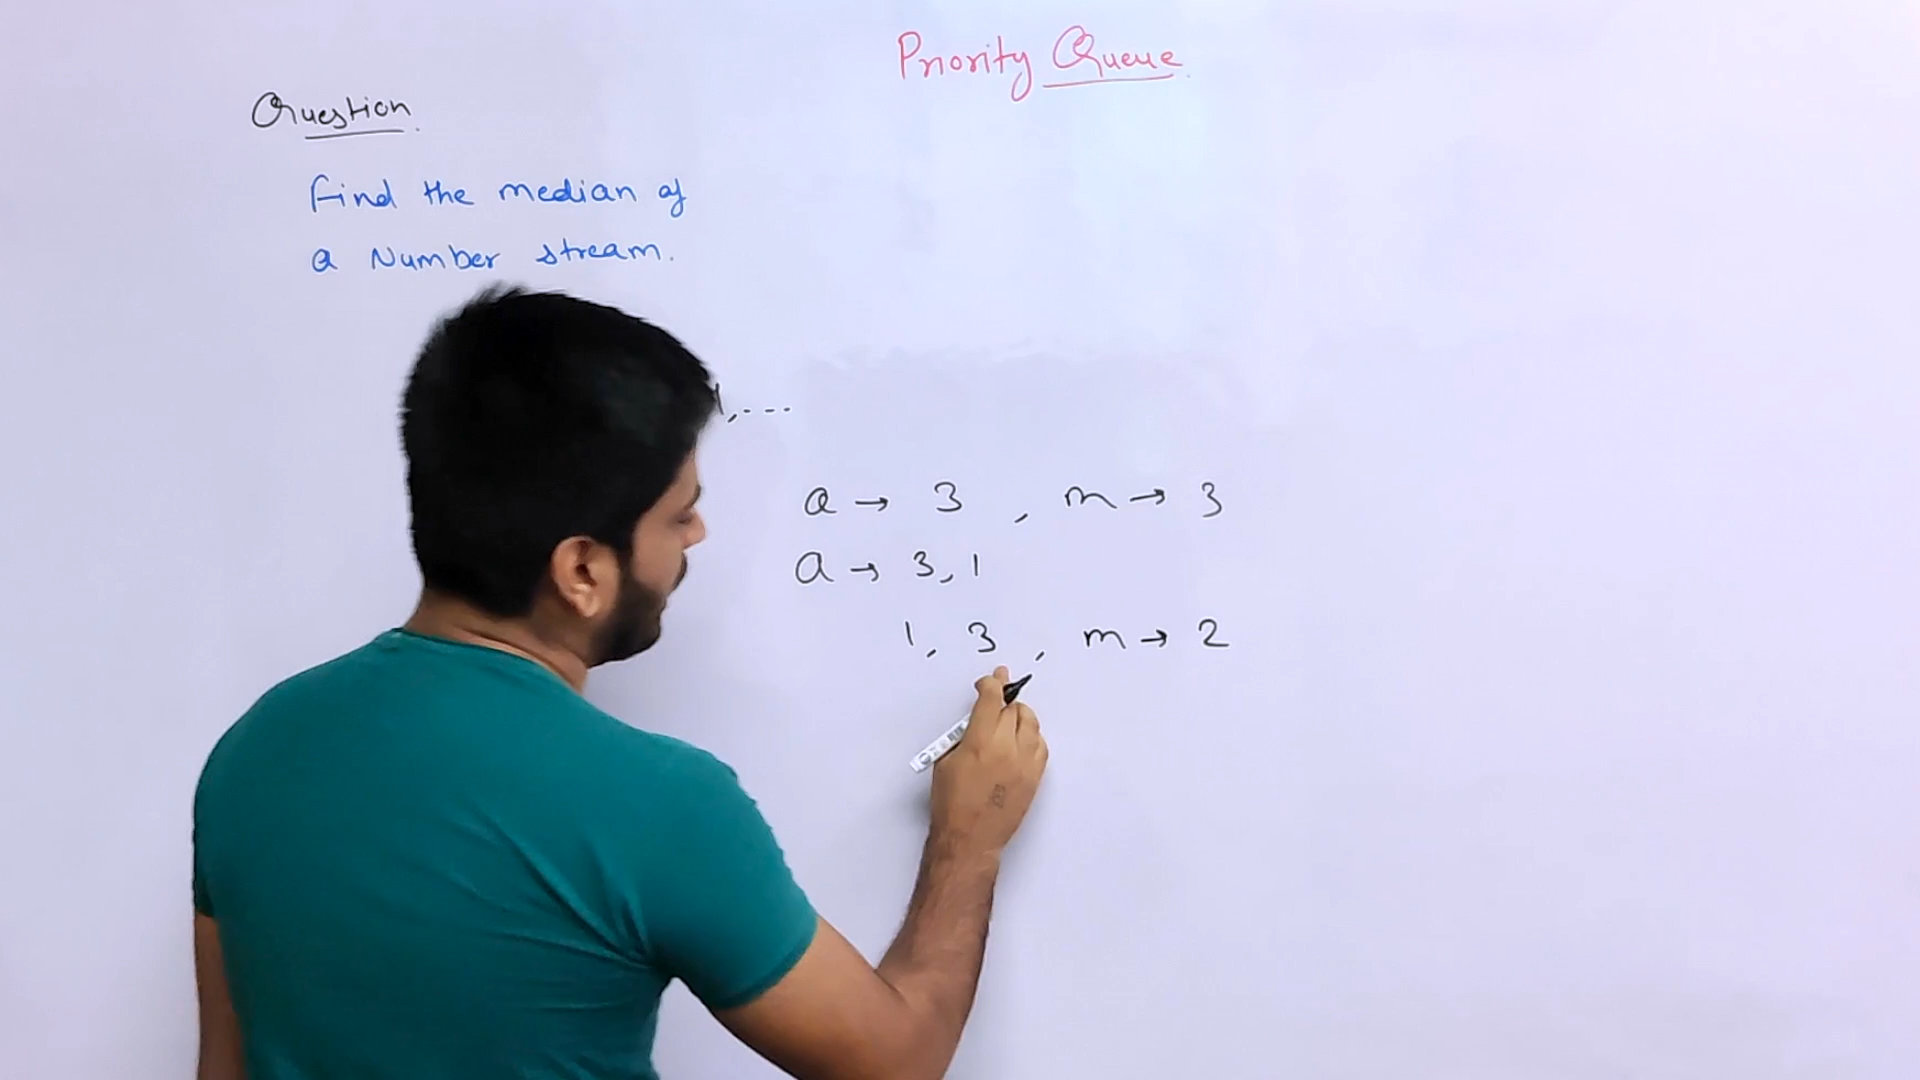 Priority Queue
Question
Find the median of
a Number stream.
,...
a → 3 , m → 3
a → 3, 1
1, 3 , m → 2